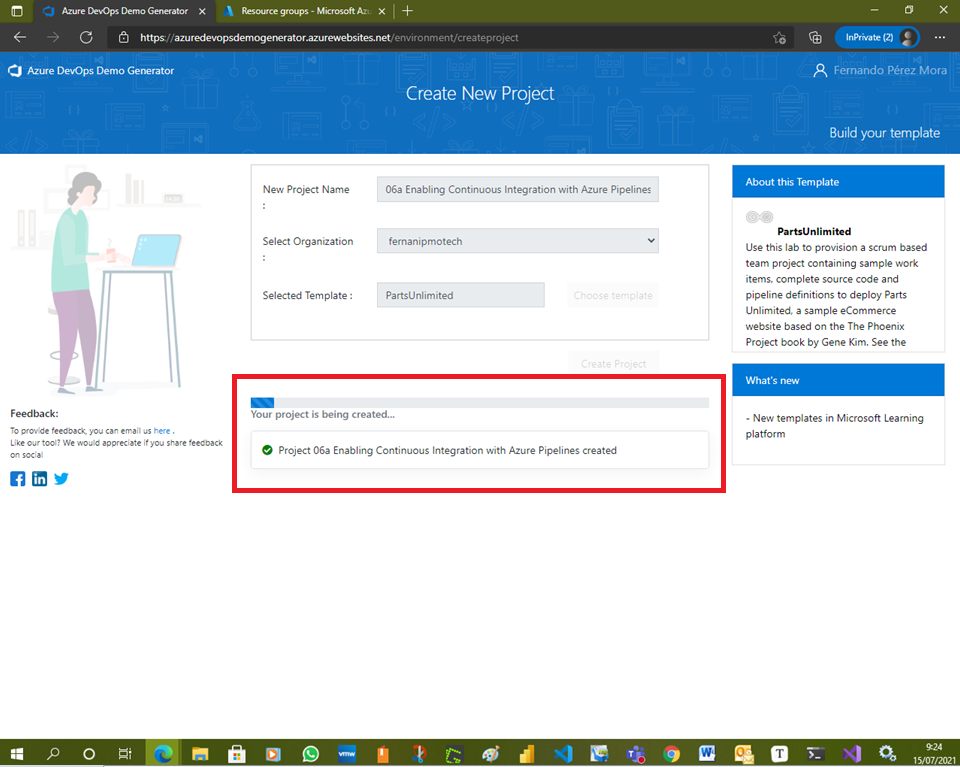 Azure DevOps Demo Generator
Resource groups - Microsoft Az
https://azuredevopsdemogenerator.azurewebsites.net/environment/createproject
InPrivate (2)
Azure DevOps Demo Generator
Fernando Pérez Mora
Create New Project
Build your template
New Project Name
:
06a Enabling Continuous Integration with Azure Pipelines
Select Organization
:
fernanipmotech
Selected Template :
PartsUnlimited
Choose template
Create Project
Your project is being created...
Project 06a Enabling Continuous Integration with Azure Pipelines created
About this Template
PartsUnlimited
Use this lab to provision a scrum based
team project containing sample work
items, complete source code and
pipeline definitions to deploy Parts
Unlimited, a sample eCommerce
website based on the The Phoenix
Project book by Gene Kim. See the
What's new
- New templates in Microsoft Learning
platform
Feedback:
To provide feedback, you can email us here .
Like our tool? We would appreciate if you share feedback
on social
vmw
9:24
15/07/2021